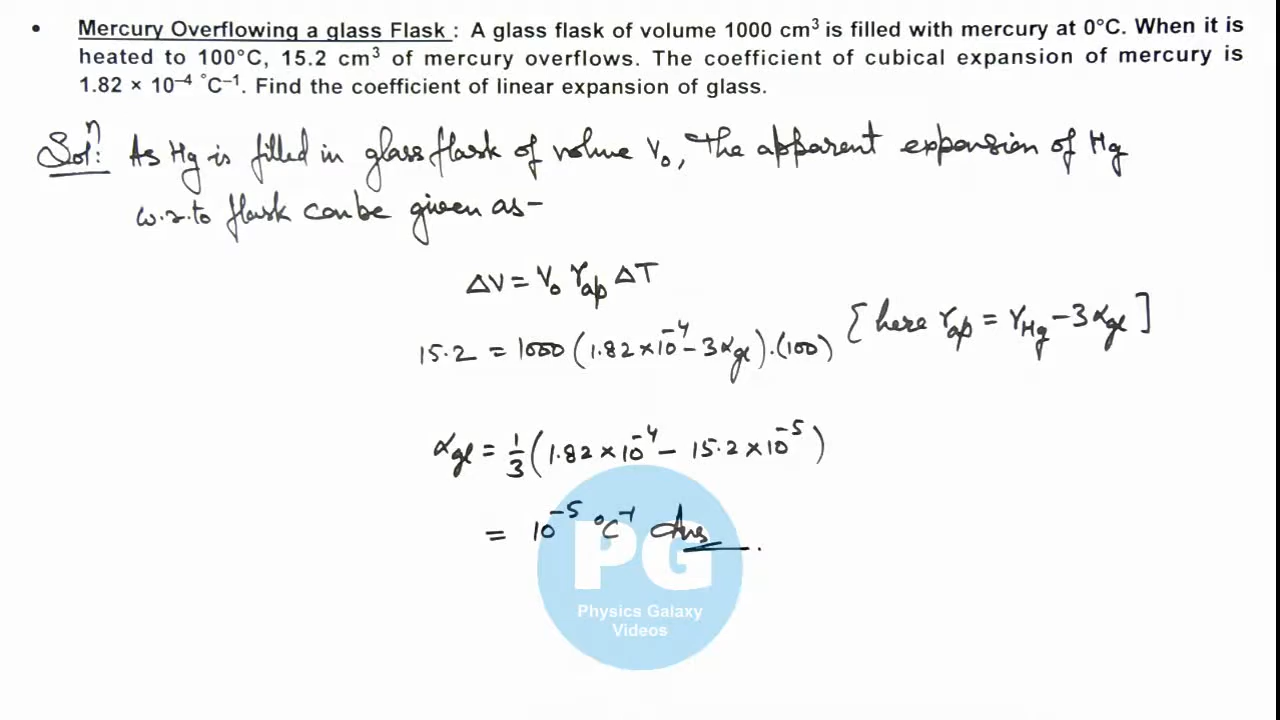 • Mercury Overflowing a glass Flask : A glass flask of volume 1000 cm³ is filled with mercury at 0°C. When it is
heated to 100°C, 15.2 cm³ of mercury overflows. The coefficient of cubical expansion of mercury is
1.82 × 10⁻⁴ °C⁻¹. Find the coefficient of linear expansion of glass.
Solⁿ: As Hg is filled in glass flask of volume V₀, The apparent expansion of Hg
w.r.to flask can be given as-
ΔV = V₀ γap ΔT
15.2 = 1000 (1.82×10⁻⁴ - 3αgl).(100) [here γap = γHg - 3αgl]
αgl = 1/3 (1.82×10⁻⁴ - 15.2×10⁻⁵)
= 10⁻⁵ °C⁻¹ Ans.
PG
Physics Galaxy
Videos